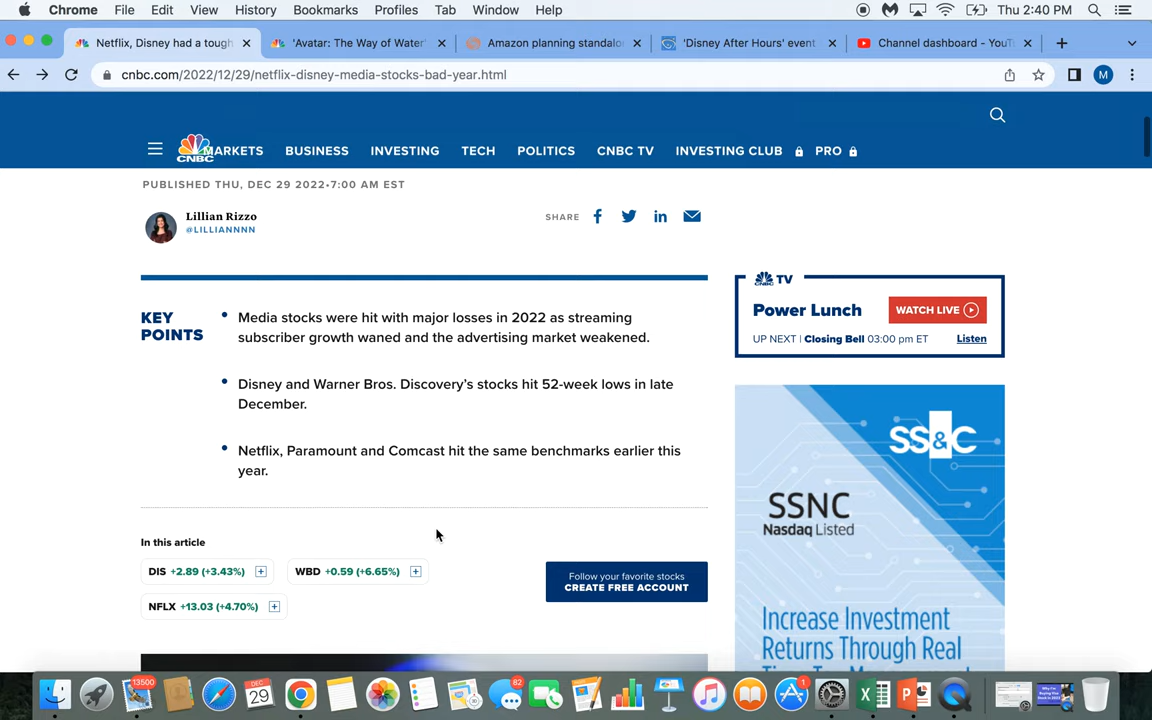 Chrome File Edit View History Bookmarks Profiles Tab Window Help Thu 2:40 PM
Netflix, Disney had a tough 'Avatar: The Way of Water' Amazon planning standalo 'Disney After Hours' event Channel dashboard - YouT
cnbc.com/2022/12/29/netflix-disney-media-stocks-bad-year.html M
CNBC MARKETS BUSINESS INVESTING TECH POLITICS CNBC TV INVESTING CLUB PRO
PUBLISHED THU, DEC 29 2022•7:00 AM EST
Lillian Rizzo
@LILLIANNNN
SHARE
KEY
POINTS
Media stocks were hit with major losses in 2022 as streaming
subscriber growth waned and the advertising market weakened.
Disney and Warner Bros. Discovery's stocks hit 52-week lows in late
December.
Netflix, Paramount and Comcast hit the same benchmarks earlier this
year.
In this article
DIS +2.89 (+3.43%) WBD +0.59 (+6.65%)
NFLX +13.03 (+4.70%)
Follow your favorite stocks
CREATE FREE ACCOUNT
CNBC TV
Power Lunch WATCH LIVE
UP NEXT | Closing Bell 03:00 pm ET Listen
SS&C
SSNC
Nasdaq Listed
Increase Investment
Returns Through Real
13500 DEC 29 82 1